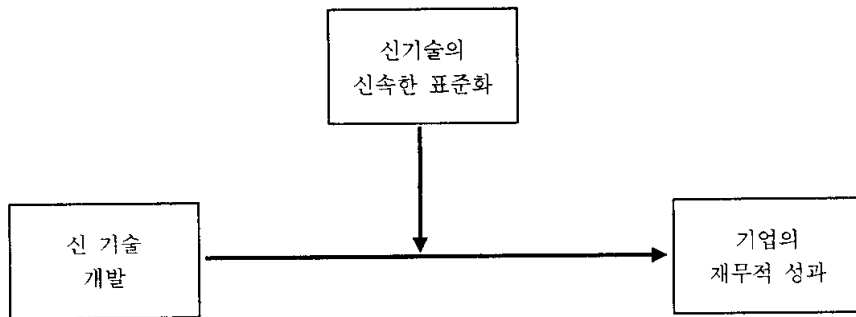 신기술의
신속한 표준화
신 기술
개발
기업의
재무적 성과